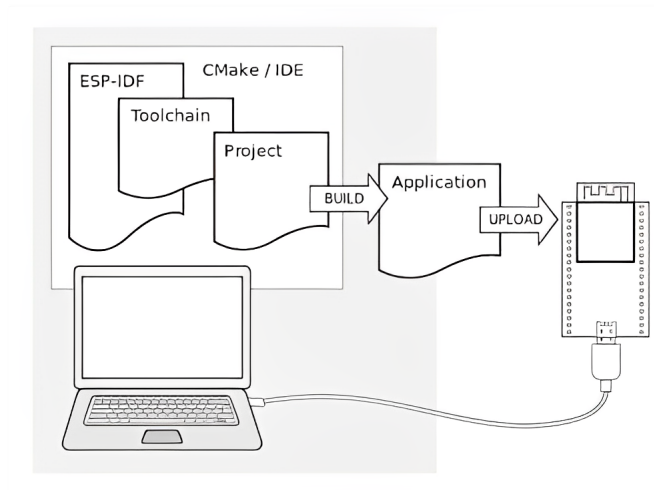 ESP-IDF
CMake / IDE
Toolchain
Project
BUILD
Application
UPLOAD